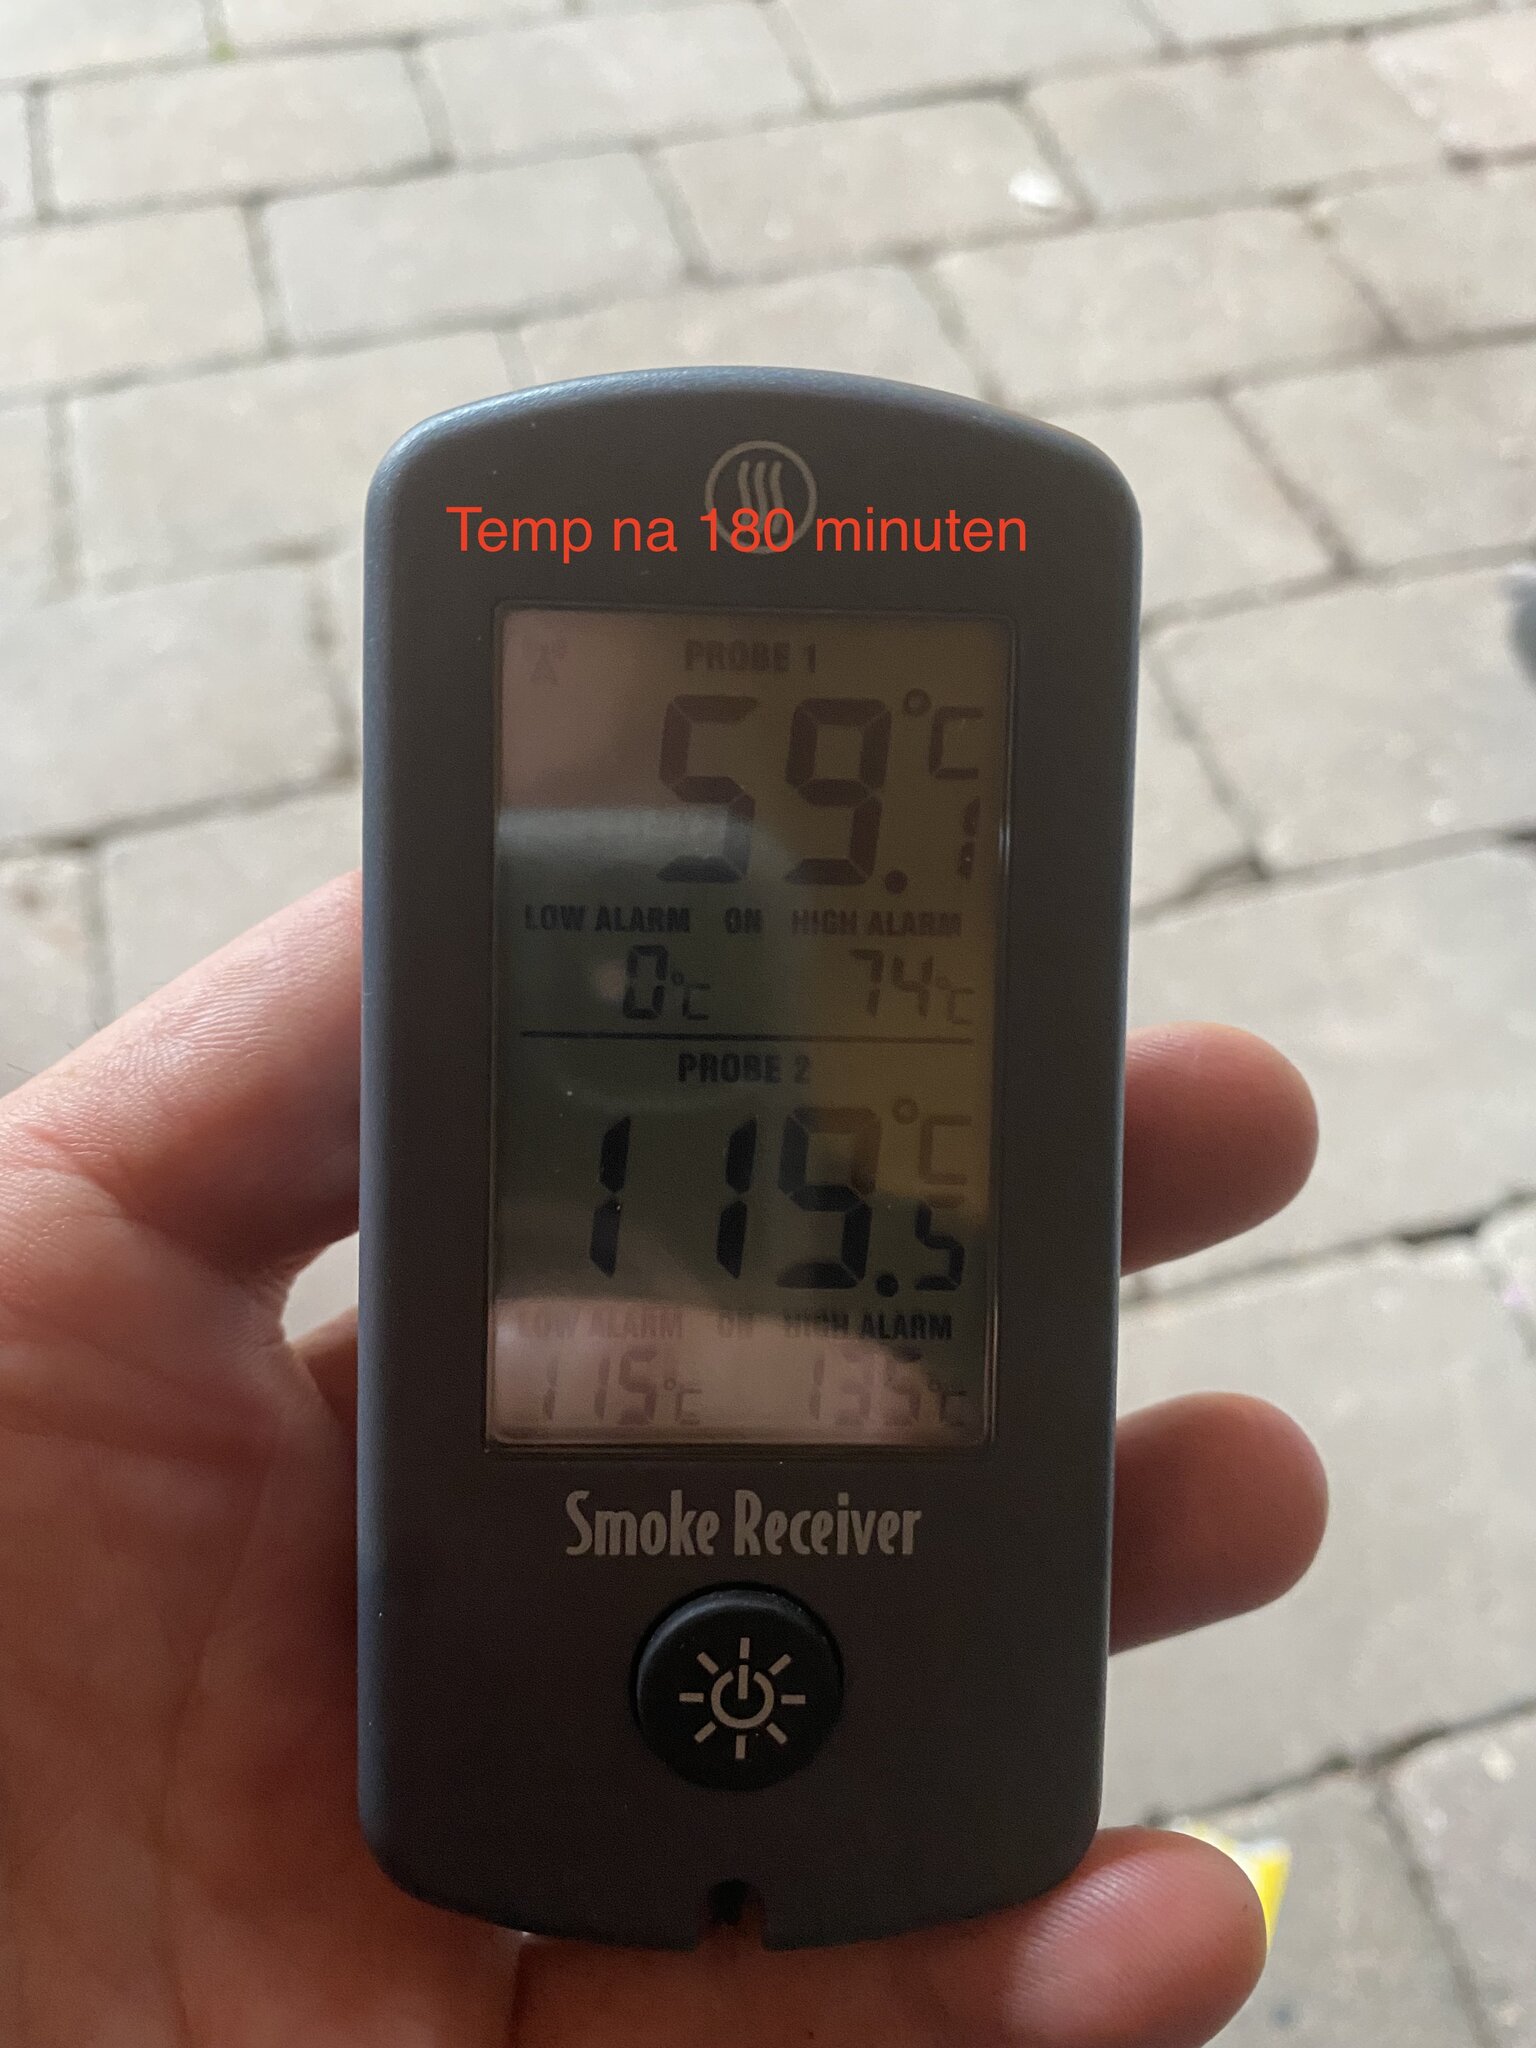 Temp na 180 minuten
PROBE 1
59.1°C
LOW ALARM ON HIGH ALARM
0°C 74°C
PROBE 2
119.5°C
LOW ALARM ON HIGH ALARM
115°C 135°C
Smoke Receiver